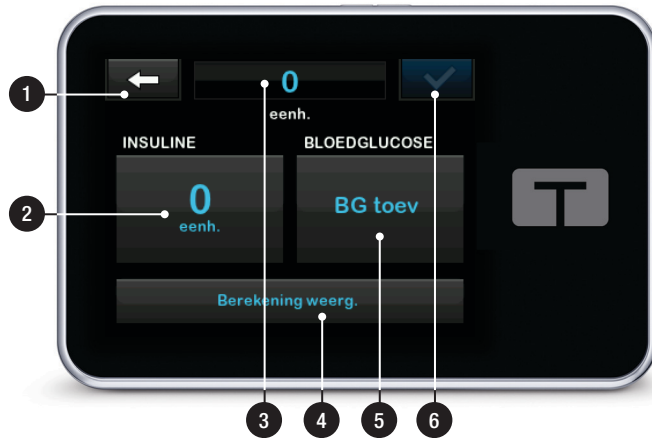 0
eenh.
INSULINE
BLOEDGLUCOSE
0
eenh.
BG toev
Berekening weerg.
1
2
3
4
5
6
T